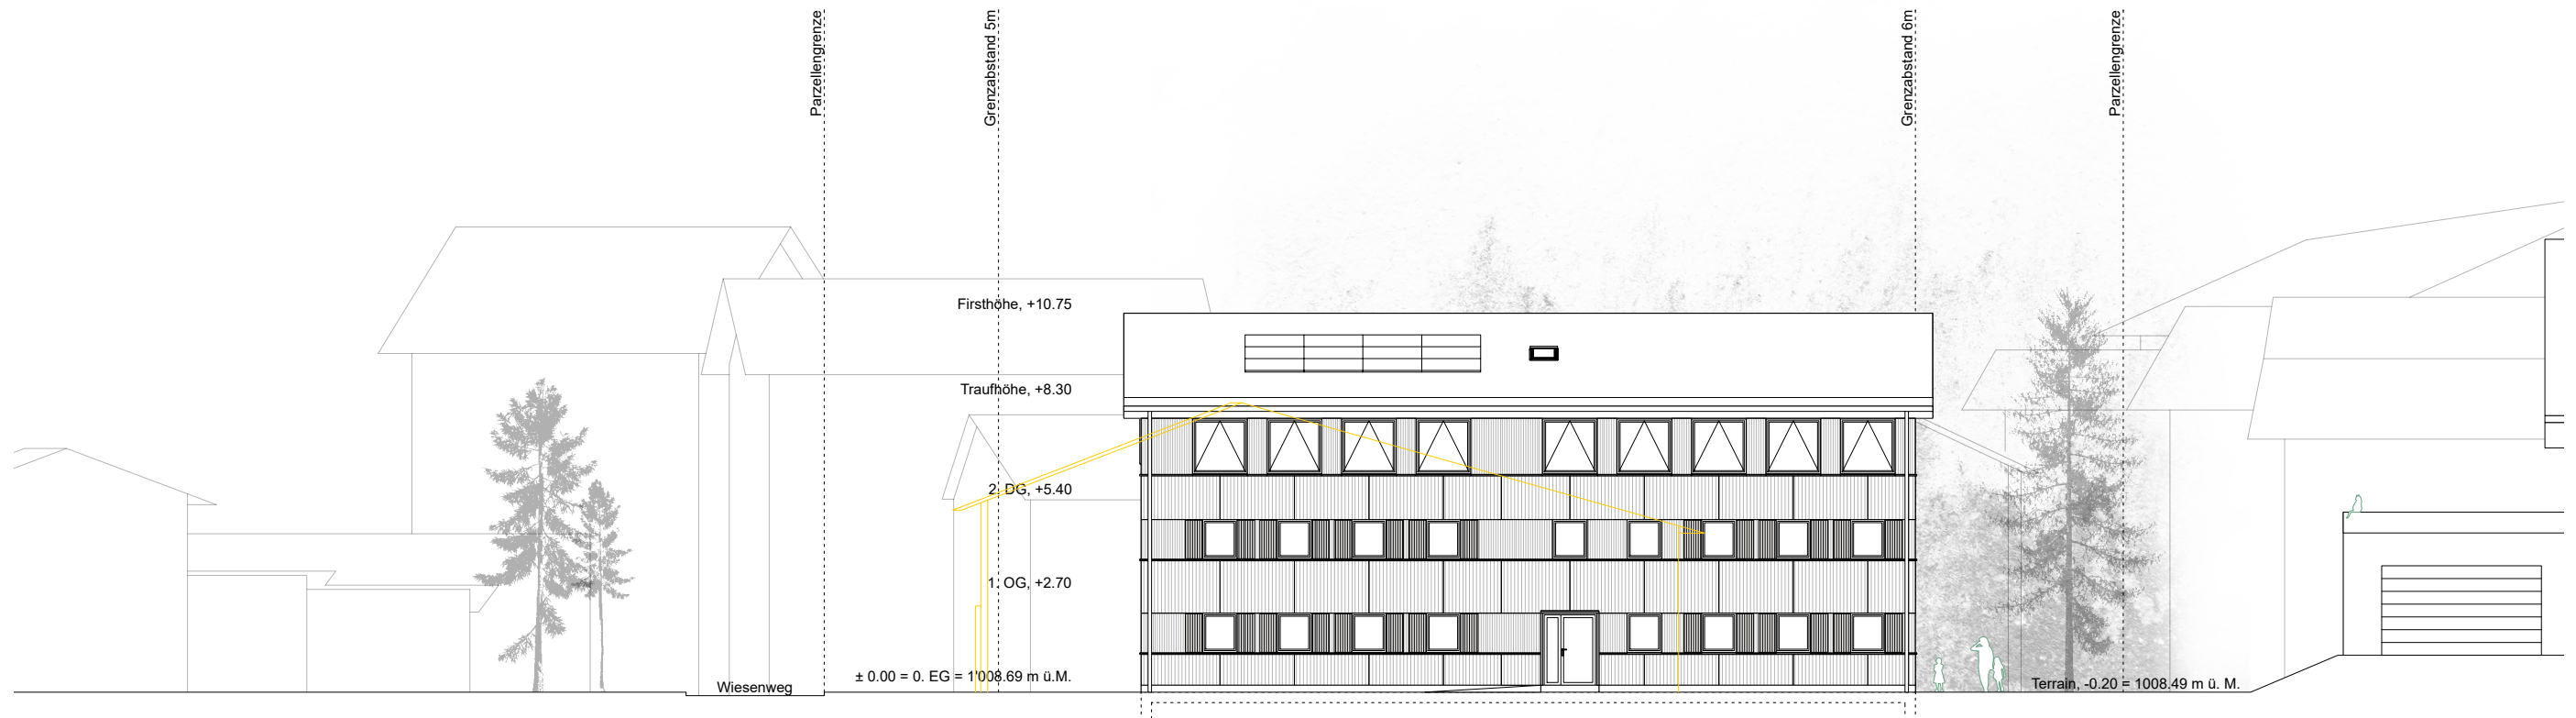 Parzellengrenze
Grenzabstand 5m
Grenzabstand 6m
Parzellengrenze
Firsthöhe, +10.75
Traufhöhe, +8.30
2. DG, +5.40
1. OG, +2.70
± 0.00 = 0. EG = 1'008.69 m ü.M.
Wiesenweg
Terrain, -0.20 = 1008.49 m ü. M.